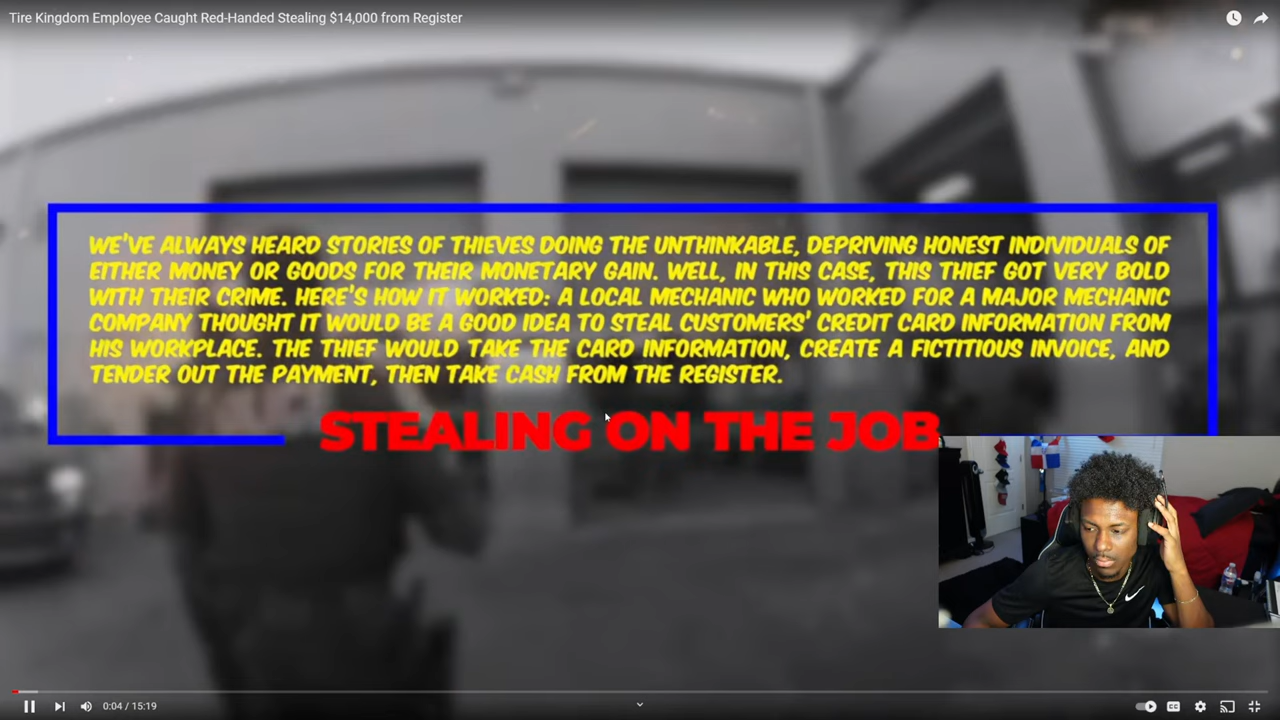 Tire Kingdom Employee Caught Red-Handed Stealing $14,000 from Register
WE'VE ALWAYS HEARD STORIES OF THIEVES DOING THE UNTHINKABLE, DEPRIVING HONEST INDIVIDUALS OF
EITHER MONEY OR GOODS FOR THEIR MONETARY GAIN. WELL, IN THIS CASE, THIS THIEF GOT VERY BOLD
WITH THEIR CRIME. HERE'S HOW IT WORKED: A LOCAL MECHANIC WHO WORKED FOR A MAJOR MECHANIC
COMPANY THOUGHT IT WOULD BE A GOOD IDEA TO STEAL CUSTOMERS' CREDIT CARD INFORMATION FROM
HIS WORKPLACE. THE THIEF WOULD TAKE THE CARD INFORMATION, CREATE A FICTITIOUS INVOICE, AND
TENDER OUT THE PAYMENT, THEN TAKE CASH FROM THE REGISTER.
STEALING ON THE JOB
0:04 / 15:19
CC